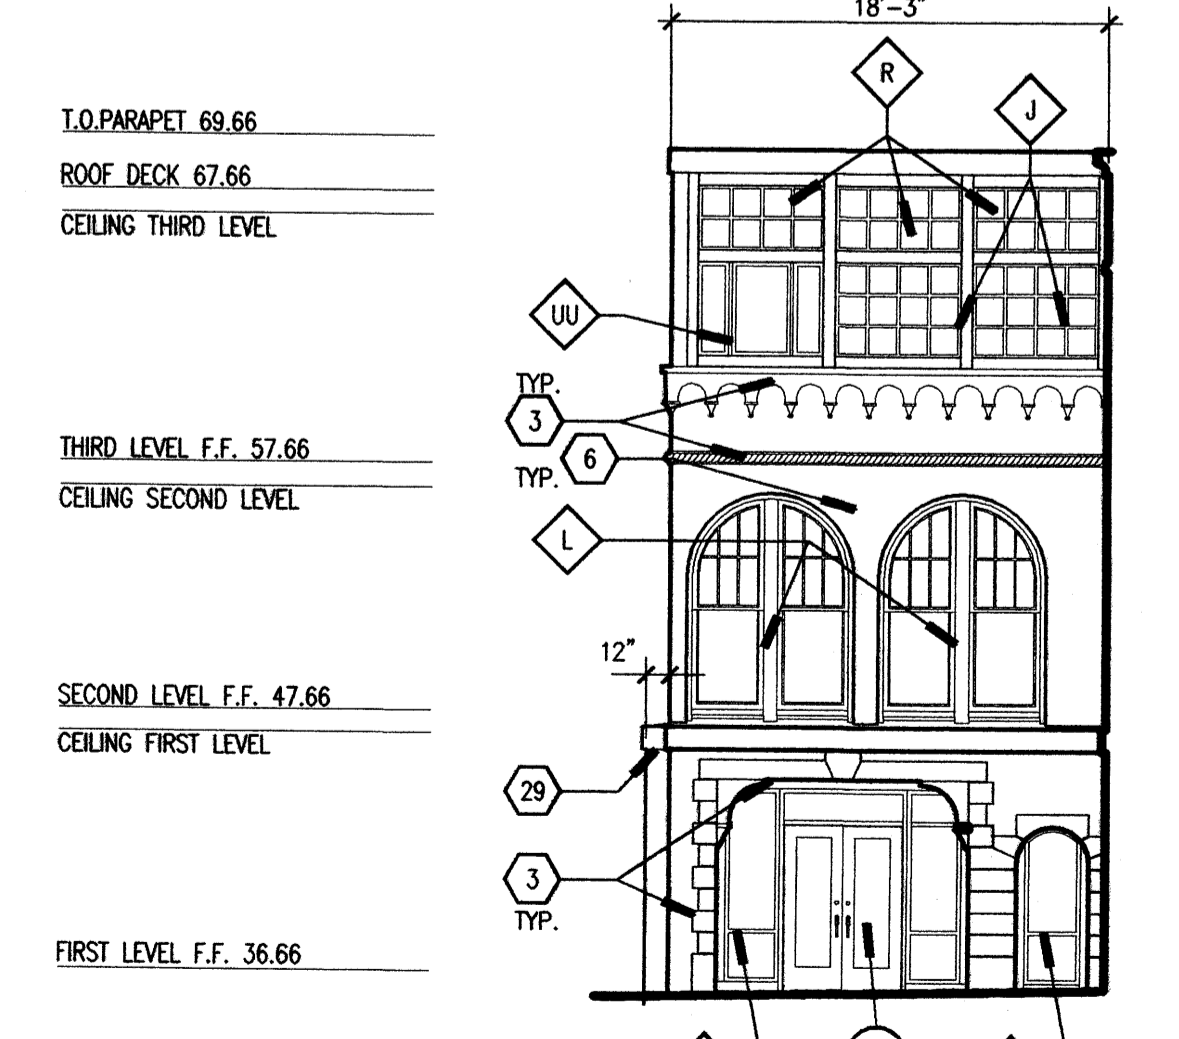 18'-3"
R
J
T.O.PARAPET 69.66
ROOF DECK 67.66
CEILING THIRD LEVEL
UU
TYP.
3
THIRD LEVEL F.F. 57.66
6
TYP.
CEILING SECOND LEVEL
L
12"
SECOND LEVEL F.F. 47.66
CEILING FIRST LEVEL
29
3
TYP.
FIRST LEVEL F.F. 36.66